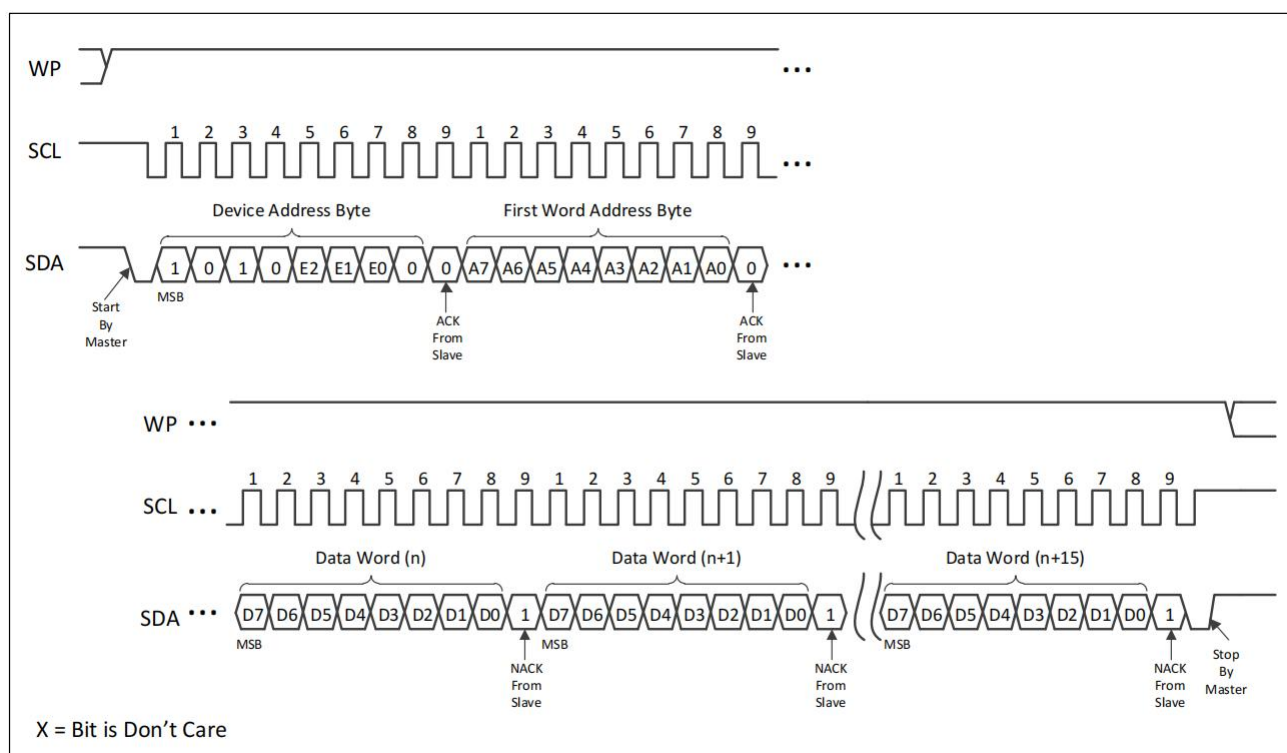 WP
...
1 2 3 4 5 6 7 8 9 1 2 3 4 5 6 7 8 9
SCL
...
Device Address Byte First Word Address Byte
SDA 1 0 1 0 E2 E1 E0 0 0 A7 A6 A5 A4 A3 A2 A1 A0 0 ...
MSB
Start
By
Master
ACK
From
Slave
ACK
From
Slave
WP ...
1 2 3 4 5 6 7 8 9 1 2 3 4 5 6 7 8 9 1 2 3 4 5 6 7 8 9
SCL ...
Data Word (n) Data Word (n+1) Data Word (n+15)
SDA ... D7 D6 D5 D4 D3 D2 D1 D0 1 D7 D6 D5 D4 D3 D2 D1 D0 1 D7 D6 D5 D4 D3 D2 D1 D0 1
MSB MSB MSB
NACK
From
Slave
NACK
From
Slave
NACK
From
Slave
Stop
By
Master
X = Bit is Don’t Care